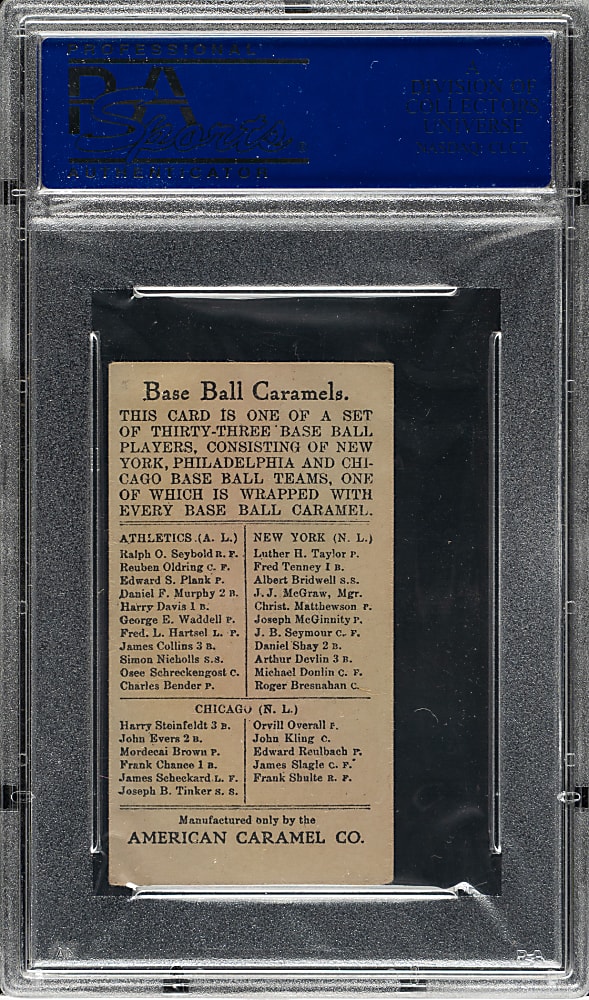 PROFESSIONAL
PSA
Sports
AUTHENTICATOR
A
DIVISION OF
COLLECTORS
UNIVERSE
NASDAQ: CLCT
Base Ball Caramels.
THIS CARD IS ONE OF A SET
OF THIRTY-THREE BASE BALL
PLAYERS, CONSISTING OF NEW
YORK, PHILADELPHIA AND CHI-
CAGO BASE BALL TEAMS, ONE
OF WHICH IS WRAPPED WITH
EVERY BASE BALL CARAMEL.
ATHLETICS (A. L.)
Ralph O. Seybold R. F.
Reuben Oldring C. F.
Edward S. Plank P.
Daniel F. Murphy 2 B.
Harry Davis 1 B.
George E. Waddell P.
Fred. L. Hartsel L. F.
James Collins 3 B.
Simon Nicholls S.S.
Osee Schreckengost C.
Charles Bender P.
NEW YORK (N. L.)
Luther H. Taylor P.
Fred Tenney 1 B.
Albert Bridwell S.S.
J. J. McGraw, Mgr.
Christ. Matthewson P.
Joseph McGinnity P.
J. B. Seymour C. F.
Daniel Shay 2 B.
Arthur Devlin 3 B.
Michael Donlin C. F.
Roger Bresnahan C.
CHICAGO (N. L.)
Harry Steinfeldt 3 B.
John Evers 2 B.
Mordecai Brown P.
Frank Chance 1 B.
James Scheckard L. F.
Joseph B. Tinker S. S.
Orvill Overall P.
John Kling C.
Edward Reulbach P.
James Slagle C. F.
Frank Shulte R. F.
Manufactured only by the
AMERICAN CARAMEL CO.